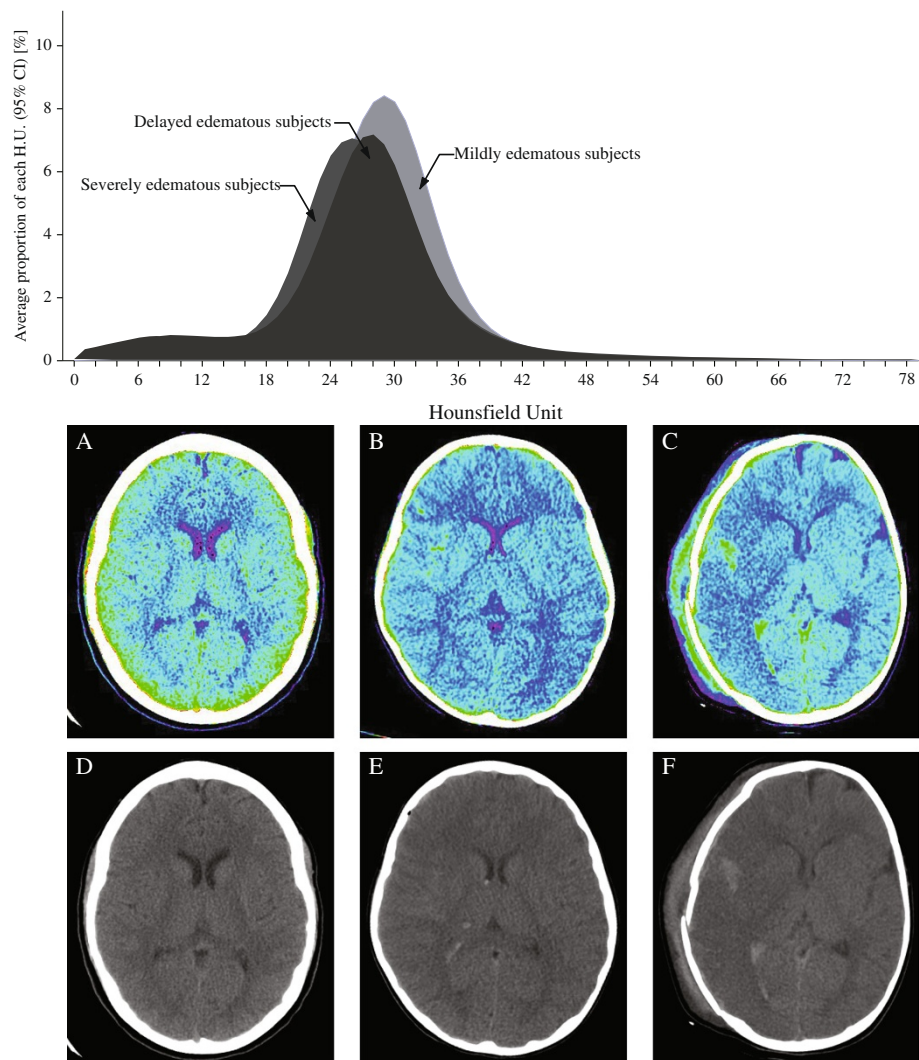 Average proportion of each H.U. (95% CI) [%]
10
8
6
4
2
0
Delayed edematous subjects
Mildly edematous subjects
Severely edematous subjects
0 6 12 18 24 30 36 42 48 54 60 66 72 78
Hounsfield Unit
A B C
D E F